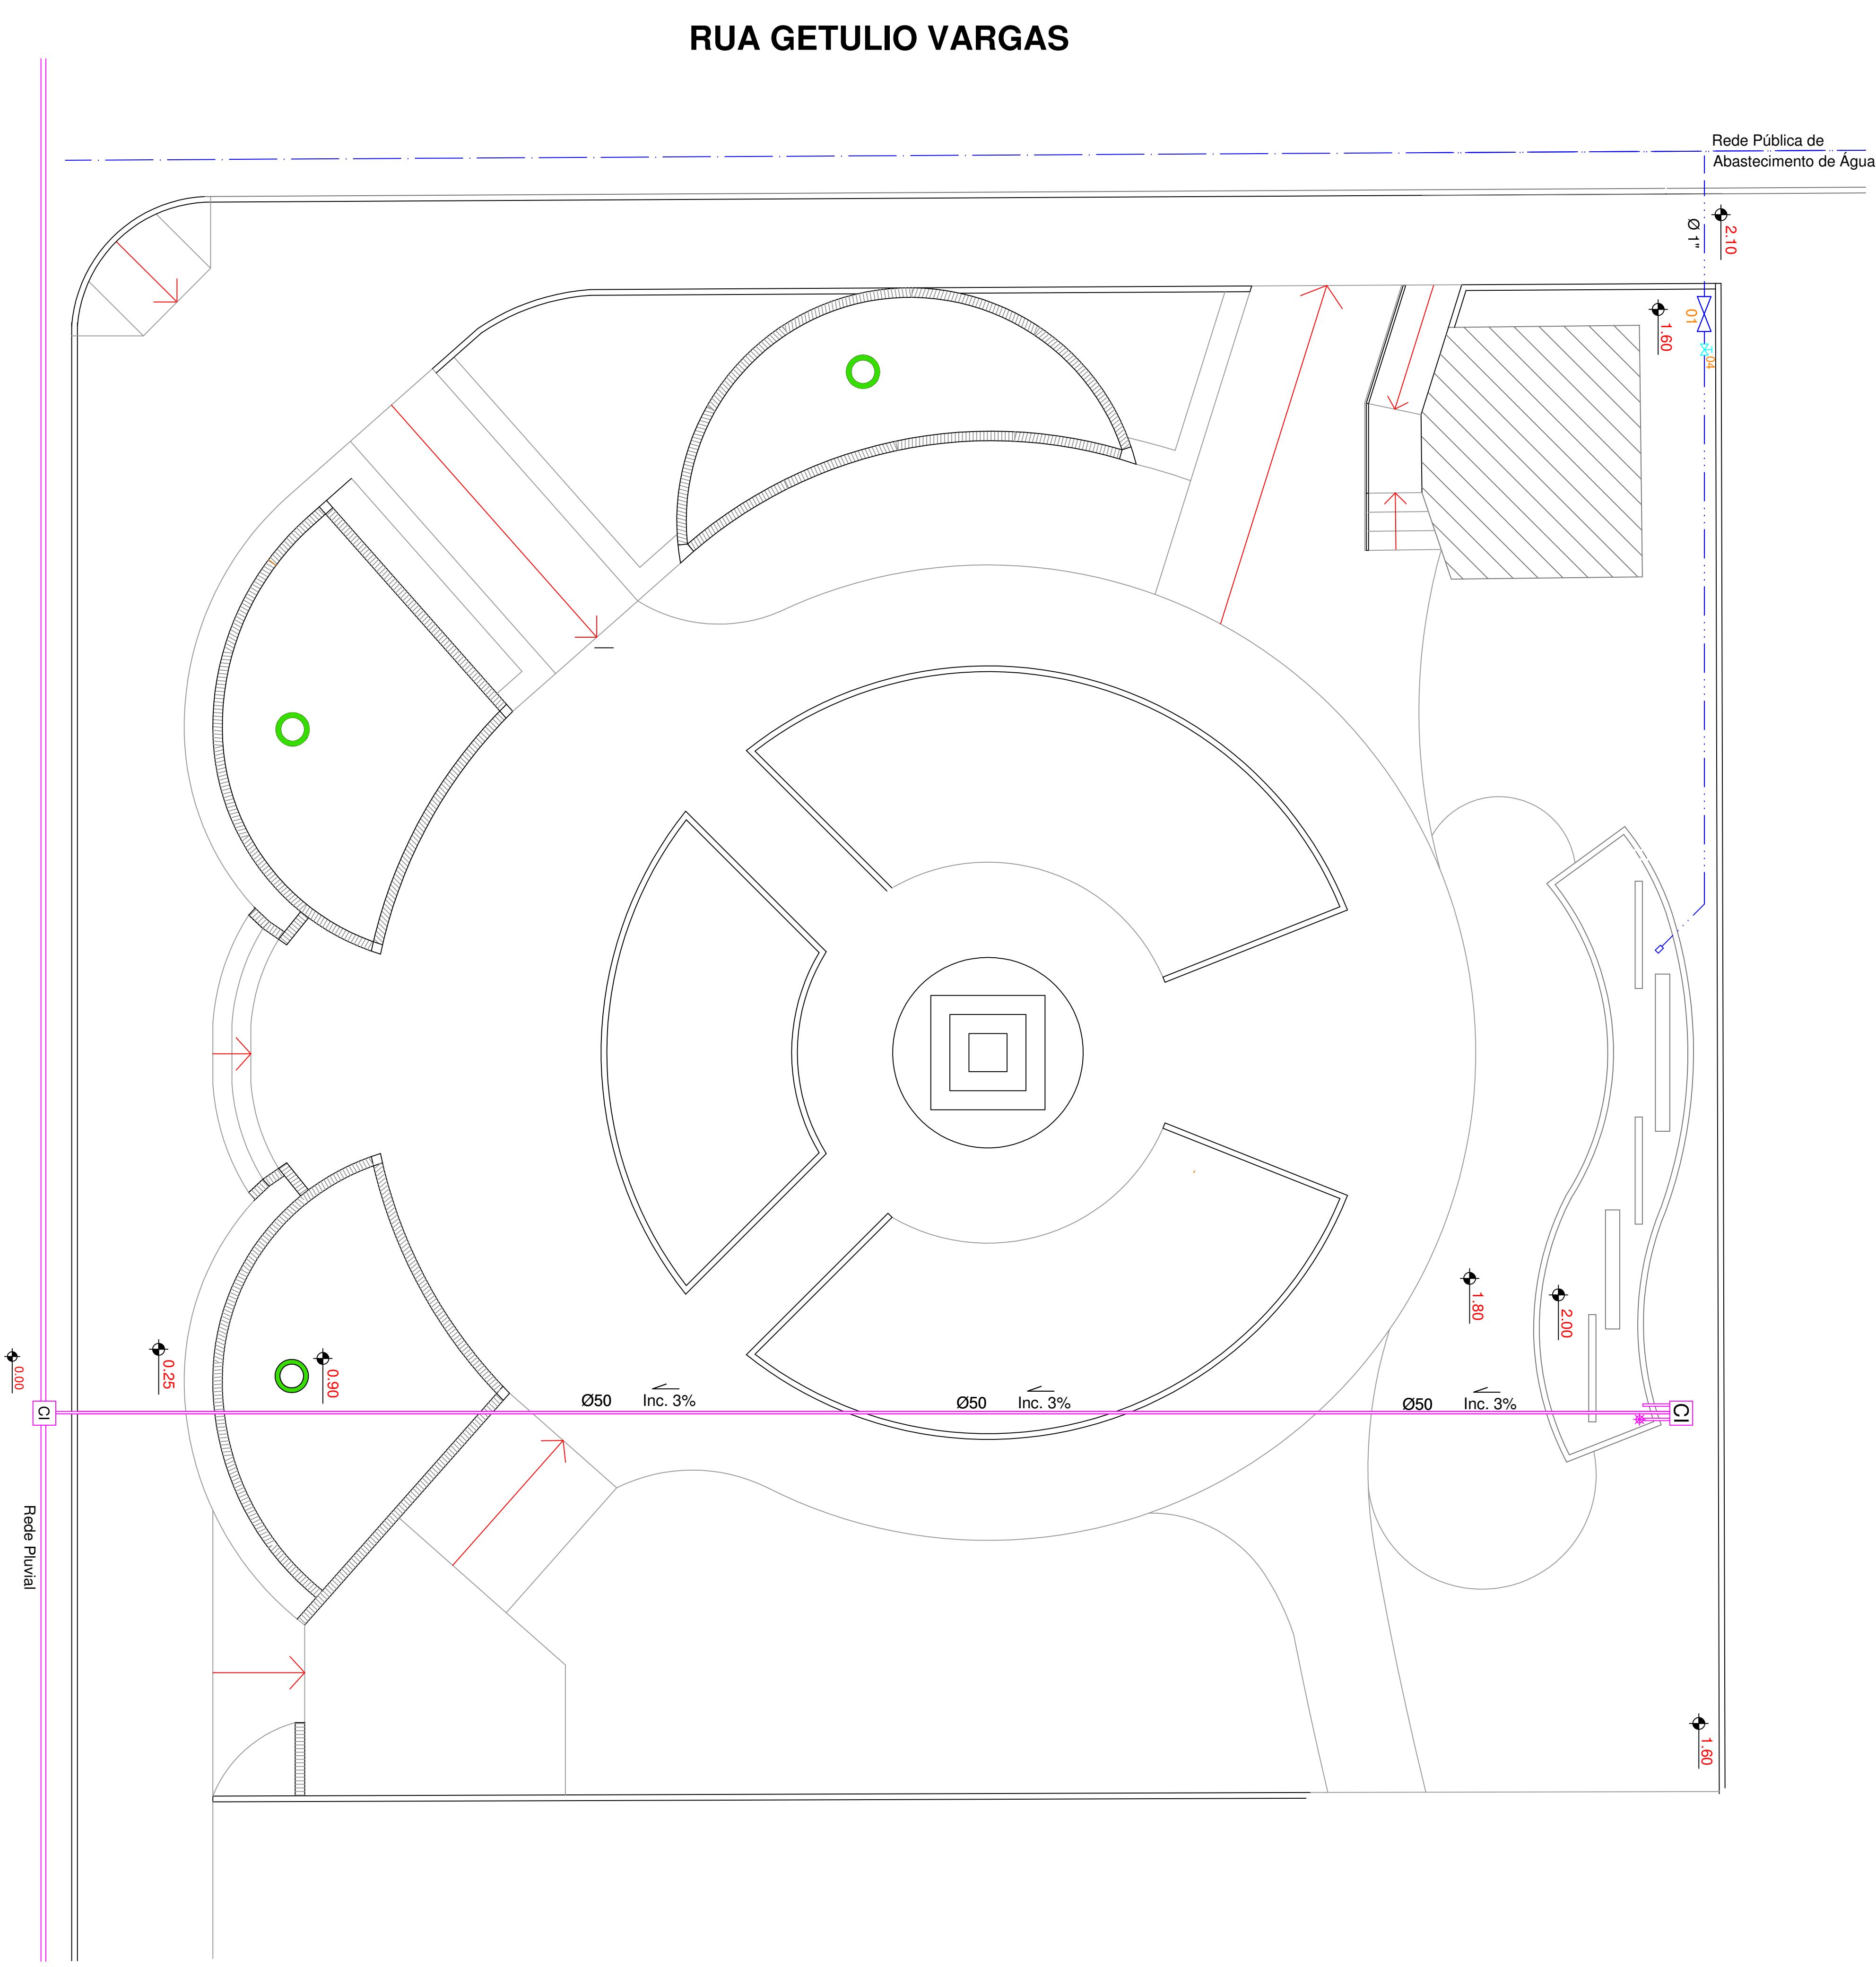 RUA GETULIO VARGAS
Rede Pública de
Abastecimento de Água
Ø 1"
2.10
01
1.60
04
1.80
2.00
0.00
0.25
0.90
Ø50
Inc. 3%
Ø50
Inc. 3%
Ø50
Inc. 3%
CI
CI
Rede Pluvial
1.60